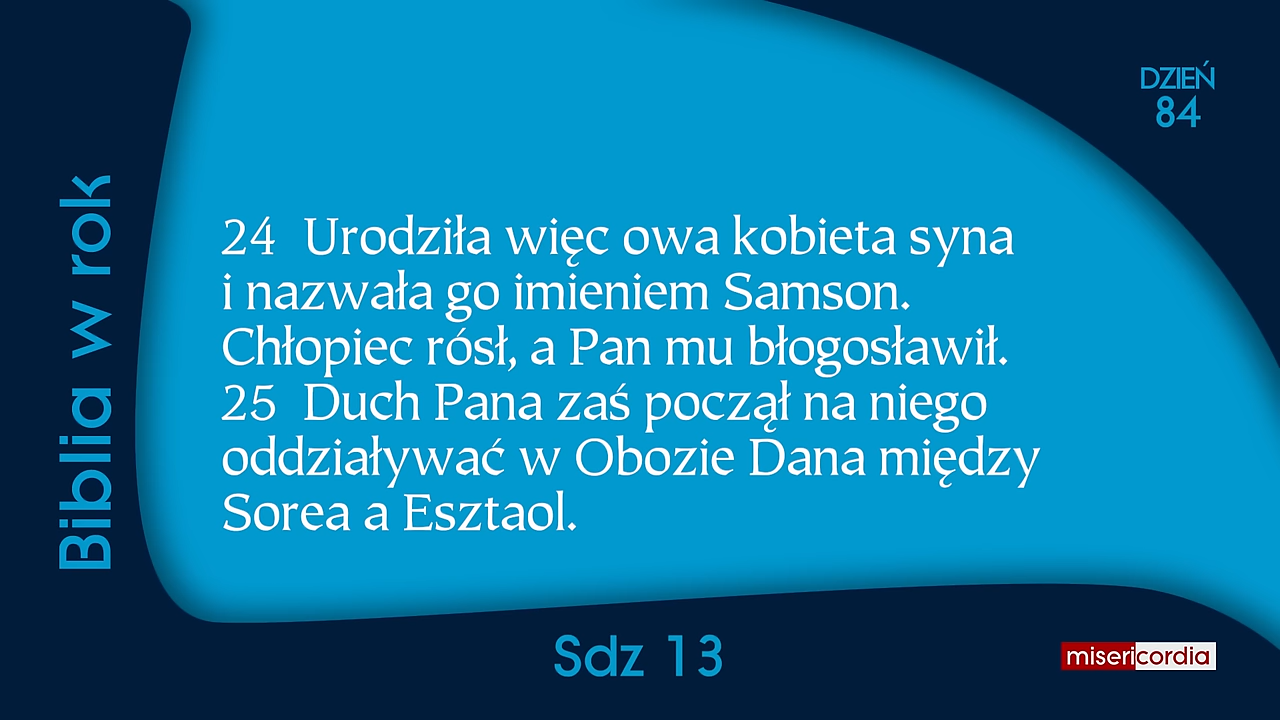 DZIEŃ
84
Biblia w rok
24 Urodziła więc owa kobieta syna
i nazwała go imieniem Samson.
Chłopiec rósł, a Pan mu błogosławił.
25 Duch Pana zaś począł na niego
oddziaływać w Obozie Dana między
Sorea a Esztaol.
Sdz 13
misericordia